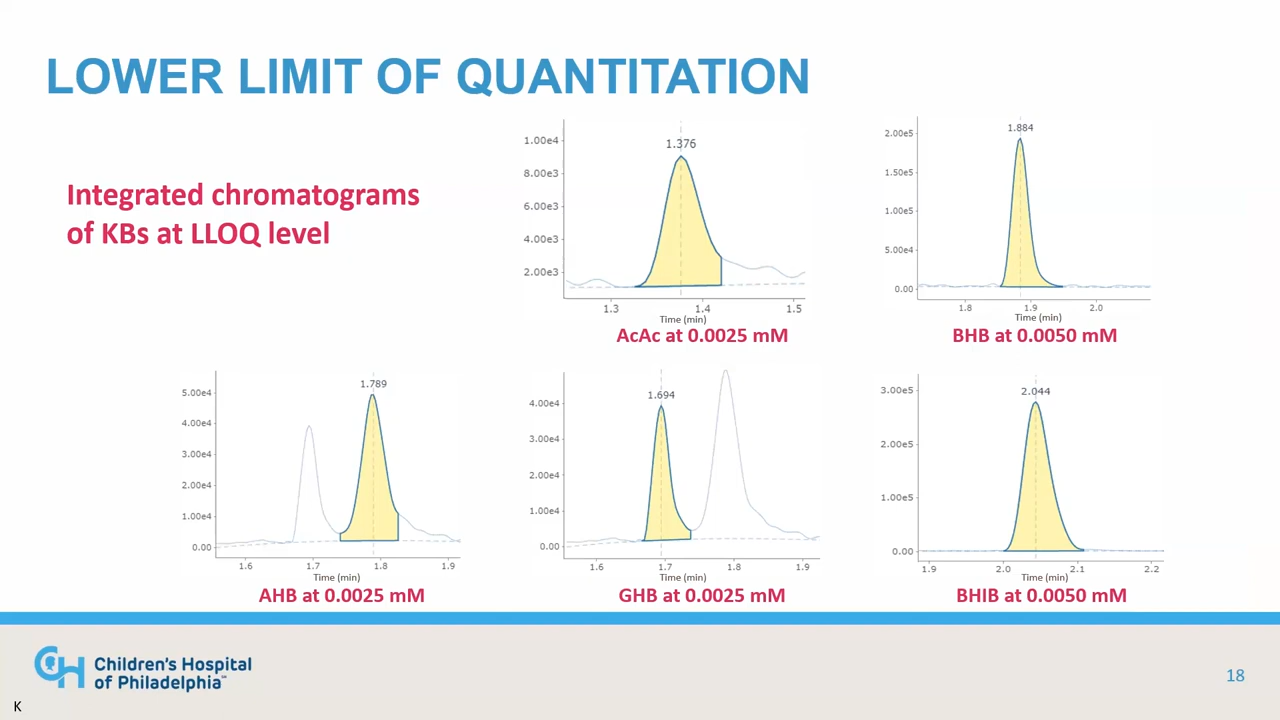 LOWER LIMIT OF QUANTITATION
Integrated chromatograms
of KBs at LLOQ level
1.376
1.00e4
8.00e3
6.00e3
4.00e3
2.00e3
1.3
1.4
1.5
Time (min)
AcAc at 0.0025 mM
1.884
2.00e5
1.50e5
1.00e5
5.00e4
0.00
1.8
1.9
2.0
Time (min)
BHB at 0.0050 mM
1.789
5.00e4
4.00e4
3.00e4
2.00e4
1.00e4
0.00
1.6
1.7
1.8
1.9
Time (min)
AHB at 0.0025 mM
1.694
4.00e4
3.00e4
2.00e4
1.00e4
0.00
1.6
1.7
1.8
1.9
Time (min)
GHB at 0.0025 mM
2.044
3.00e5
2.00e5
1.00e5
0.00
1.9
2.0
2.1
2.2
Time (min)
BHIB at 0.0050 mM
CH
Children's Hospital
of Philadelphia℠
18
K